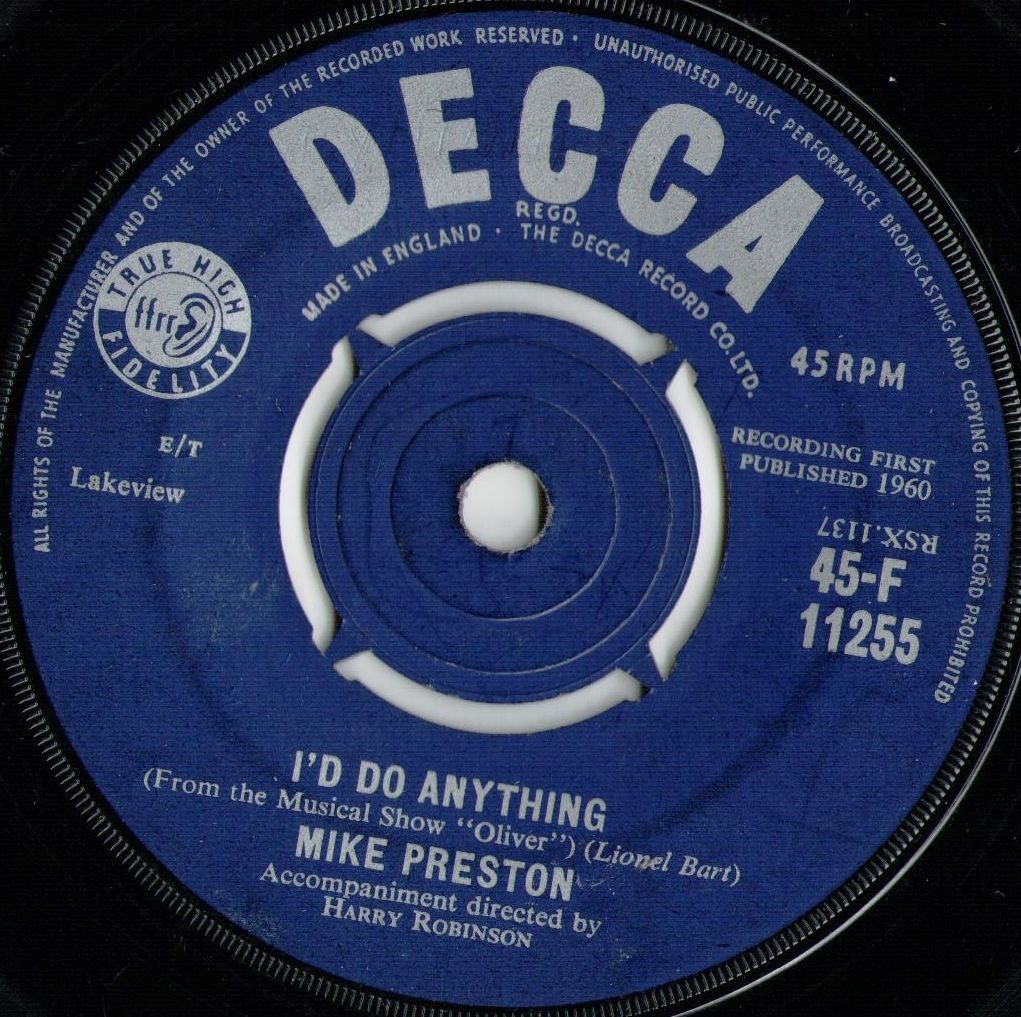 ALL RIGHTS OF THE MANUFACTURER AND OF THE OWNER OF THE RECORDED WORK RESERVED · UNAUTHORISED PUBLIC PERFORMANCE BROADCASTING AND COPYING OF THIS RECORD PROHIBITED
DECCA
REGD.
MADE IN ENGLAND · THE DECCA RECORD CO. LTD.
TRUE HIGH
FIDELITY
45 RPM
E/T
Lakeview
RECORDING FIRST
PUBLISHED 1960
RSX.1137
45-F
11255
I'D DO ANYTHING
(From the Musical Show "Oliver") (Lionel Bart)
MIKE PRESTON
Accompaniment directed by
HARRY ROBINSON